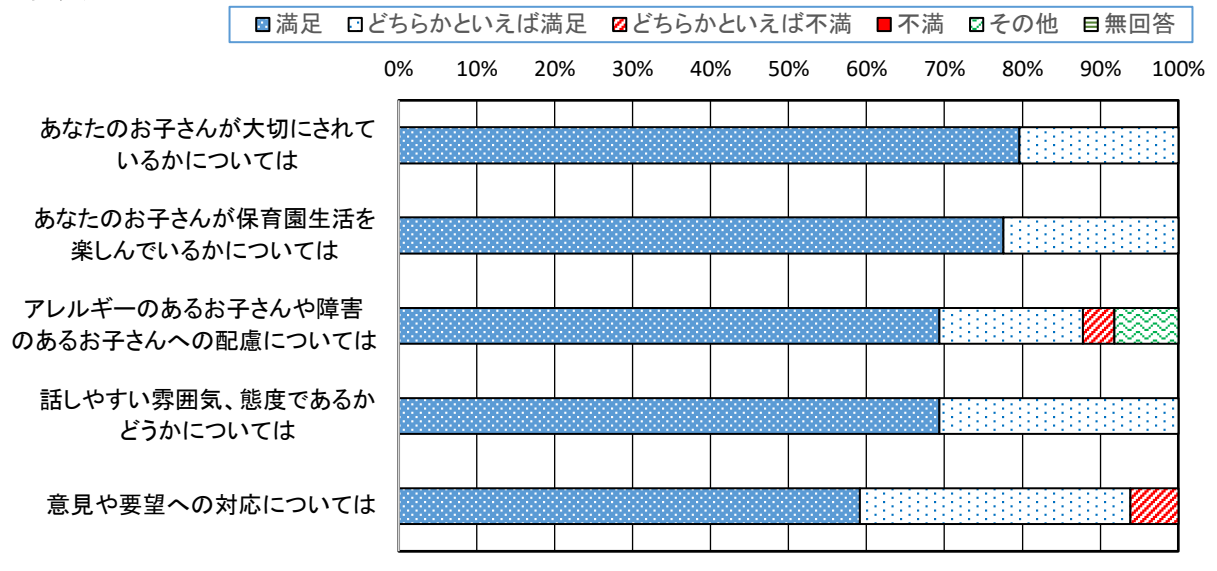 満足 どちらかといえば満足 どちらかといえば不満 不満 その他 無回答
0% 10% 20% 30% 40% 50% 60% 70% 80% 90% 100%
あなたのお子さんが大切にされて
いるかについては
あなたのお子さんが保育園生活を
楽しんでいるかについては
アレルギーのあるお子さんや障害
のあるお子さんへの配慮については
話しやすい雰囲気、態度であるか
どうかについては
意見や要望への対応については